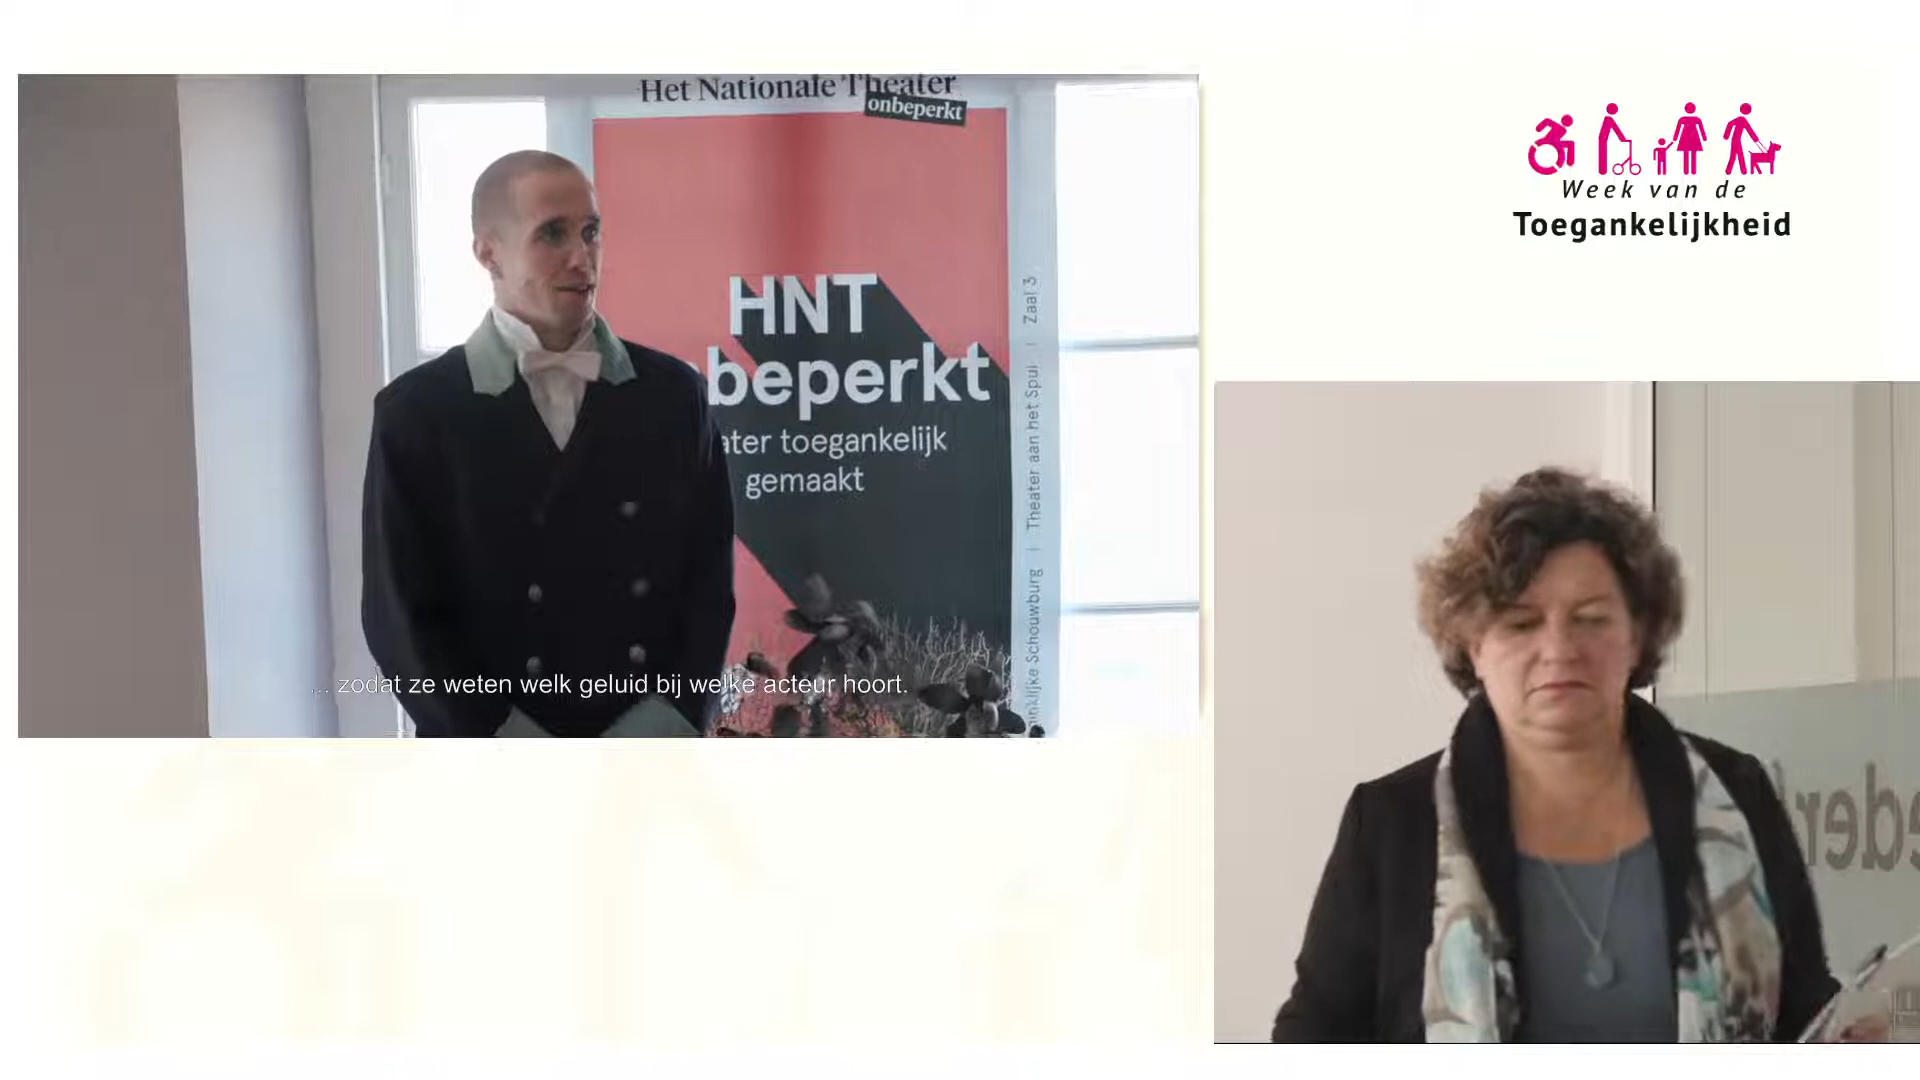 Het Nationale Theater
onbeperkt
HNT
beperkt
ater toegankelijk
gemaakt
Schouwburg | Theater aan het Spui | Zaal 3
... zodat ze weten welk geluid bij welke acteur hoort.
Week van de
Toegankelijkheid